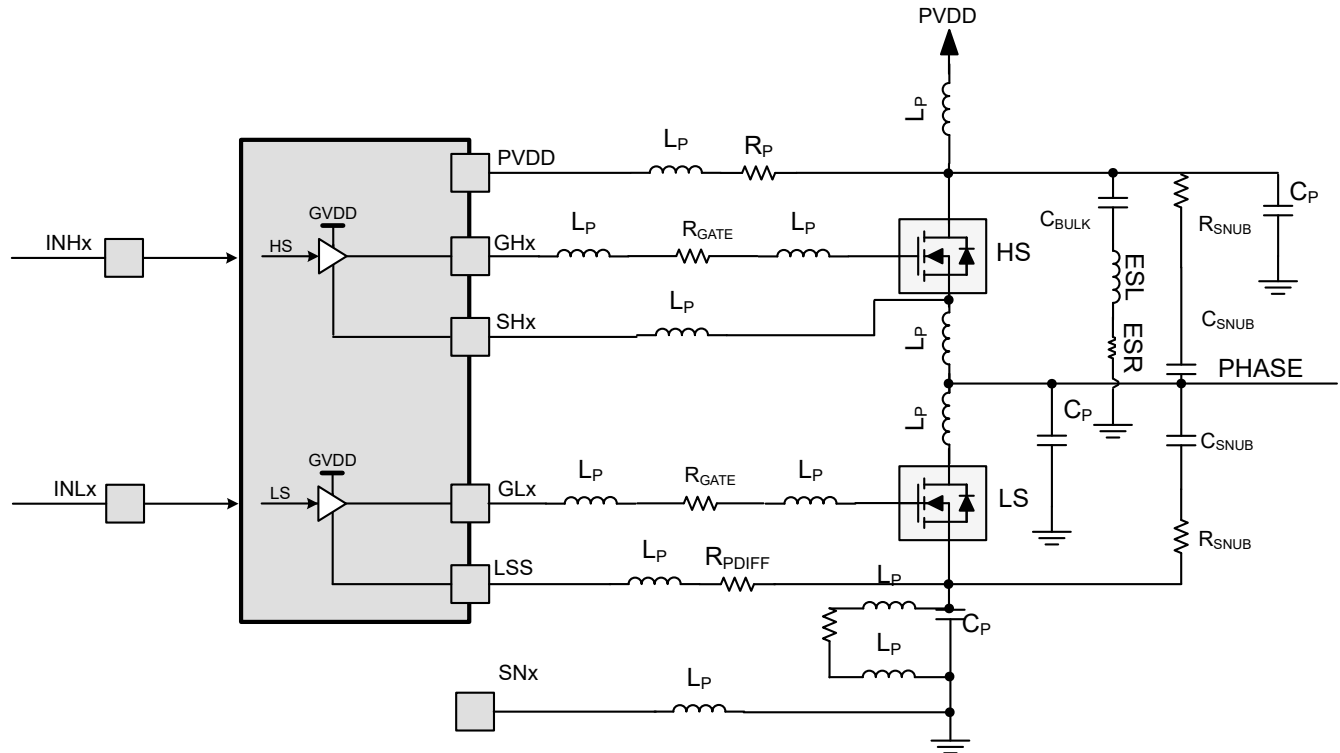 PVDD
LP
PVDD
LP
RP
CP
GVDD
CBULK
RSNUB
INHx
HS
GHx
LP
RGATE
LP
HS
ESL
SHx
LP
LP
CSNUB
ESR
PHASE
LP
CP
CSNUB
GVDD
INLx
LS
GLx
LP
RGATE
LP
LS
RSNUB
LSS
LP
RPDIFF
LP
CP
LP
SNx
LP